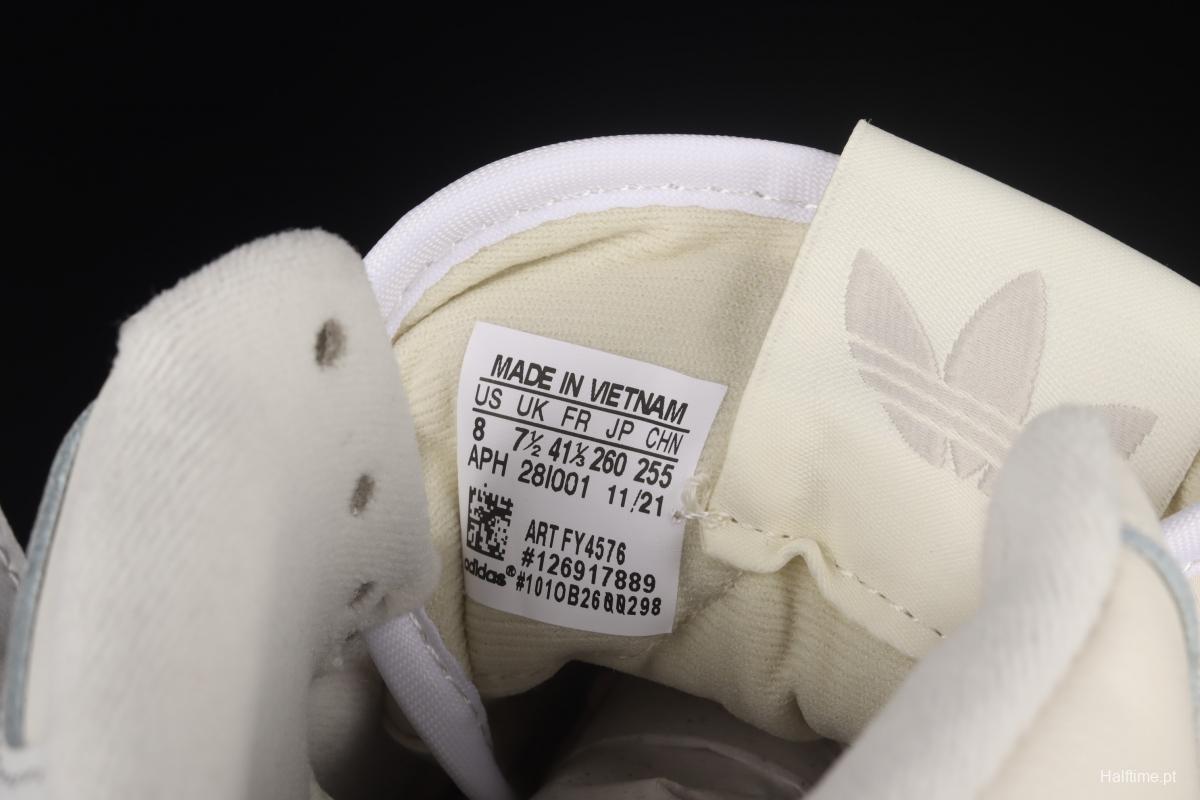 MADE IN VIETNAM
US UK FR JP CHN
8 7½ 41⅓ 260 255
APH 28I001 11/21
ART FY4576
#126917889
adidas® #101OB2600298
Halftime.pt